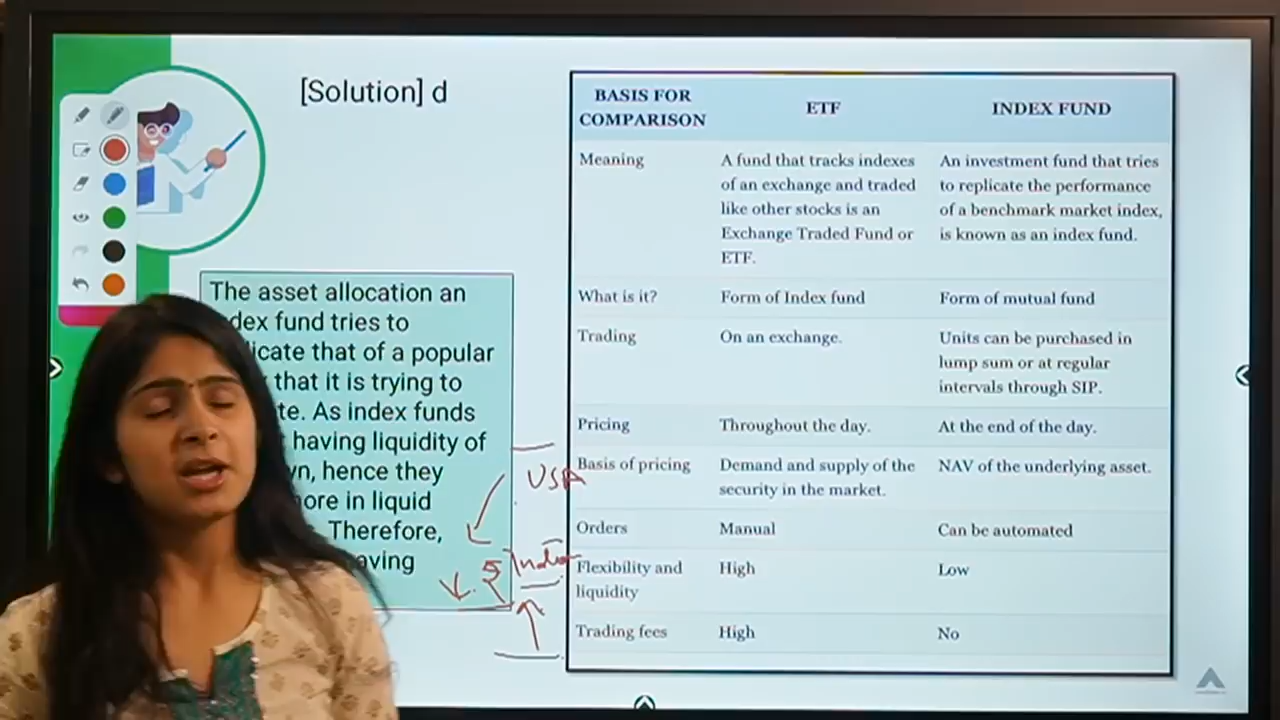 [Solution] d
The asset allocation an
dex fund tries to
licate that of a popular
that it is trying to
te. As index funds
having liquidity of
wn, hence they
ore in liquid
Therefore,
aving
USA
₹ India
BASIS FOR COMPARISON ETF INDEX FUND
Meaning
A fund that tracks indexes
of an exchange and traded
like other stocks is an
Exchange Traded Fund or
ETF.
An investment fund that tries
to replicate the performance
of a benchmark market index,
is known as an index fund.
What is it? Form of Index fund Form of mutual fund
Trading On an exchange.
Units can be purchased in
lump sum or at regular
intervals through SIP.
Pricing Throughout the day. At the end of the day.
Basis of pricing
Demand and supply of the
security in the market.
NAV of the underlying asset.
Orders Manual Can be automated
Flexibility and
liquidity
High Low
Trading fees High No